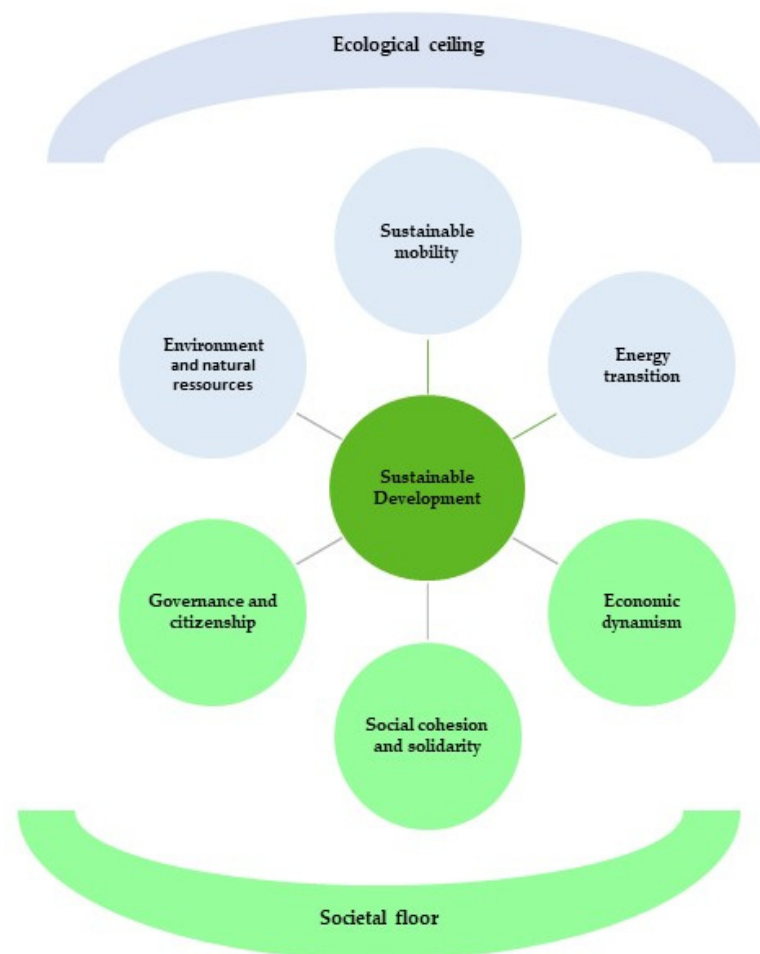 Ecological ceiling
Sustainable
mobility
Environment
and natural
ressources
Energy
transition
Sustainable
Development
Governance and
citizenship
Economic
dynamism
Social cohesion
and solidarity
Societal floor